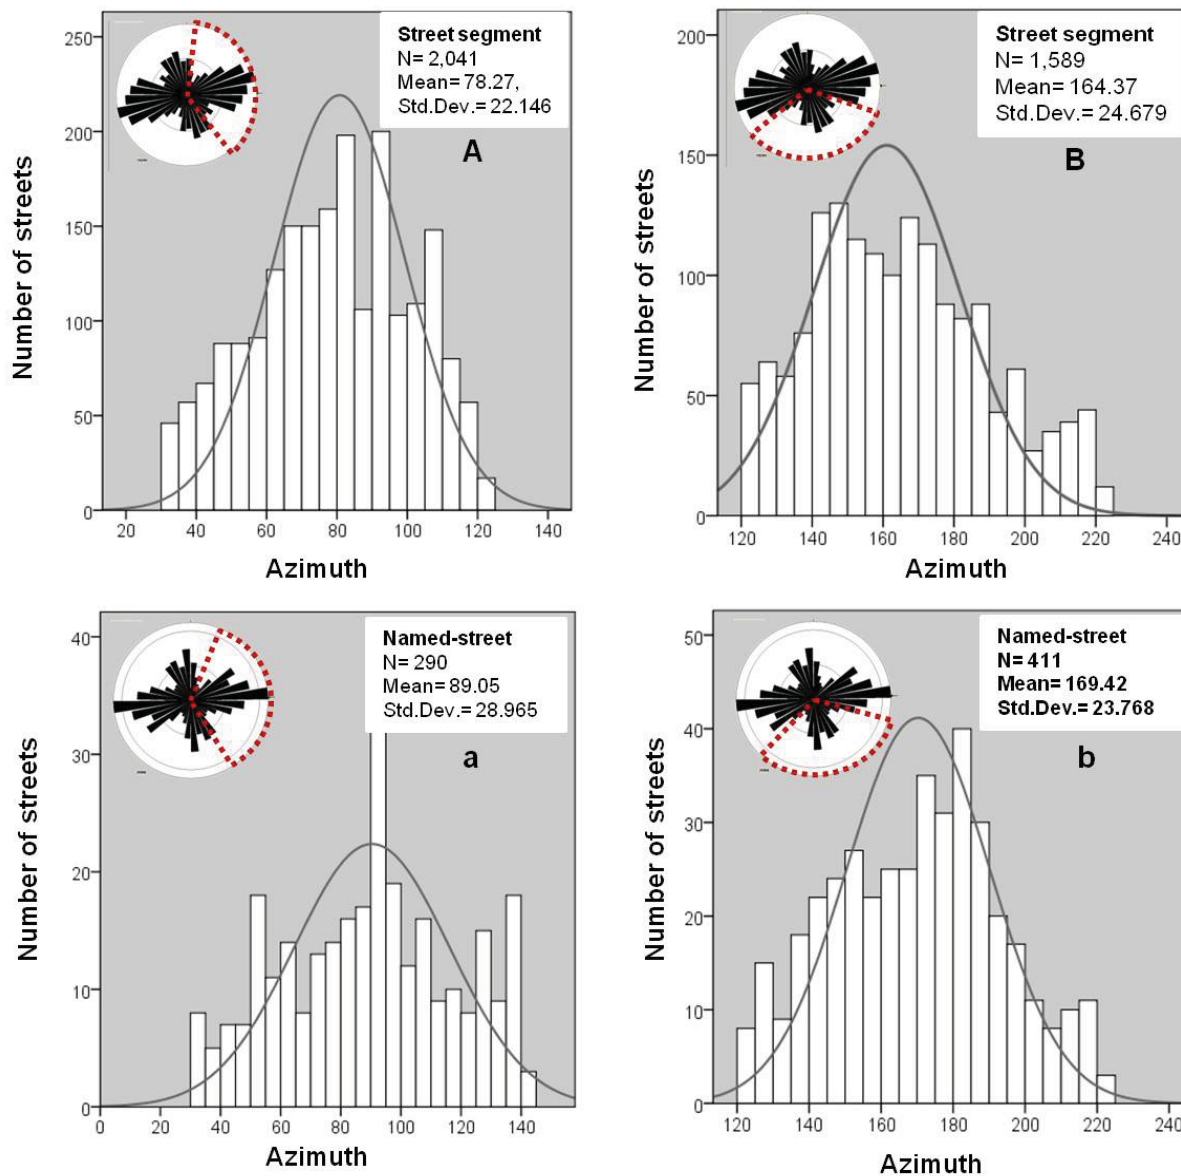 Street segment
N= 2,041
Mean= 78.27,
Std.Dev.= 22.146
A
Number of streets
250
200
150
100
50
0
20 40 60 80 100 120 140
Azimuth
Street segment
N= 1,589
Mean= 164.37
Std.Dev.= 24.679
B
Number of streets
200
150
100
50
0
120 140 160 180 200 220 240
Azimuth
Named-street
N= 290
Mean= 89.05
Std.Dev.= 28.965
a
Number of streets
40
30
20
10
0
0 20 40 60 80 100 120 140
Azimuth
Named-street
N= 411
Mean= 169.42
Std.Dev.= 23.768
b
Number of streets
50
40
30
20
10
0
120 140 160 180 200 220 240
Azimuth